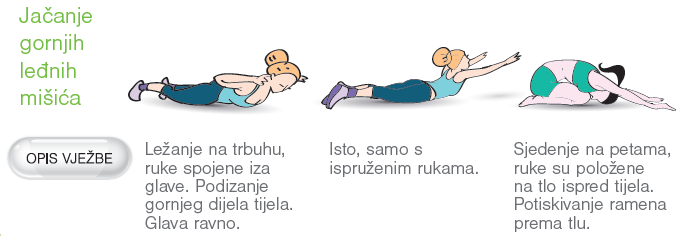 Jačanje
gornjih
leđnih
mišića
OPIS VJEŽBE
Ležanje na trbuhu,
ruke spojene iza
glave. Podizanje
gornjeg dijela tijela.
Glava ravno.
Isto, samo s
ispruženim rukama.
Sjedenje na petama,
ruke su položene
na tlo ispred tijela.
Potiskivanje ramena
prema tlu.